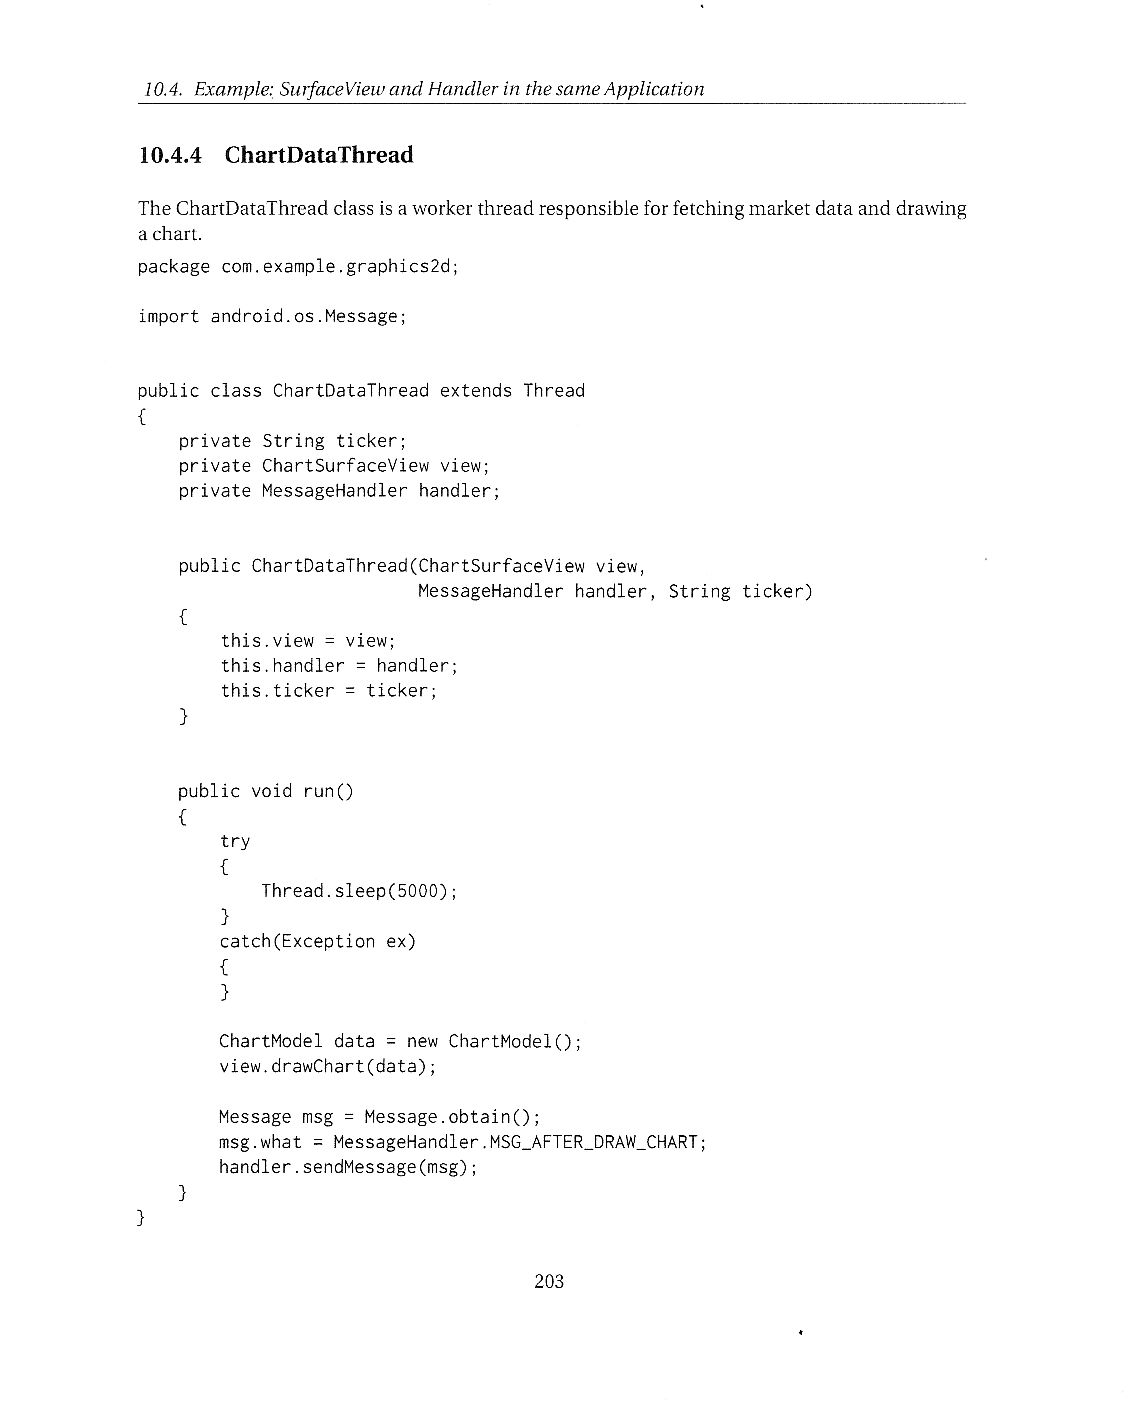 10.4. Example: SurfaceView and Handler in the same Application
10.4.4 ChartDataThread
The ChartDataThread class is a worker thread responsible for fetching market data and drawing
a chart.
package com.example.graphics2d;
import android.os.Message;
public class ChartDataThread extends Thread
{
    private String ticker;
    private ChartSurfaceView view;
    private MessageHandler handler;
    public ChartDataThread(ChartSurfaceView view,
                           MessageHandler handler, String ticker)
    {
        this.view = view;
        this.handler = handler;
        this.ticker = ticker;
    }
    public void run()
    {
        try
        {
            Thread.sleep(5000);
        }
        catch(Exception ex)
        {
        }
        ChartModel data = new ChartModel();
        view.drawChart(data);
        Message msg = Message.obtain();
        msg.what = MessageHandler.MSG_AFTER_DRAW_CHART;
        handler.sendMessage(msg);
    }
}
203